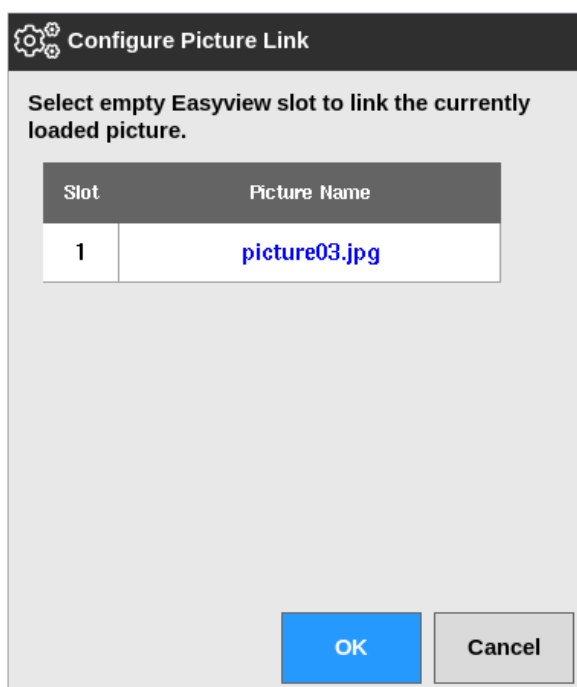 Configure Picture Link
Select empty Easyview slot to link the currently
loaded picture.
Slot Picture Name
1 picture03.jpg
OK Cancel